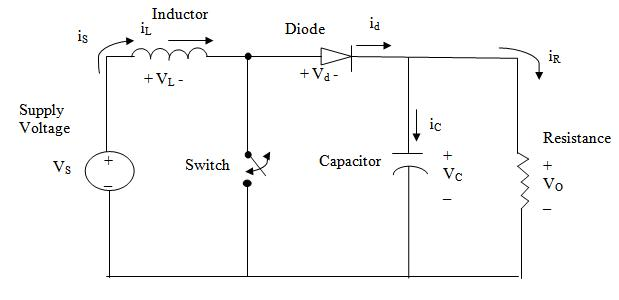 Inductor
is
iL
Diode
id
iR
+ VL -
+ Vd -
Supply
Voltage
iC
Resistance
Vs
+
Switch
Capacitor
+
Vc
+
Vo
-
-
-